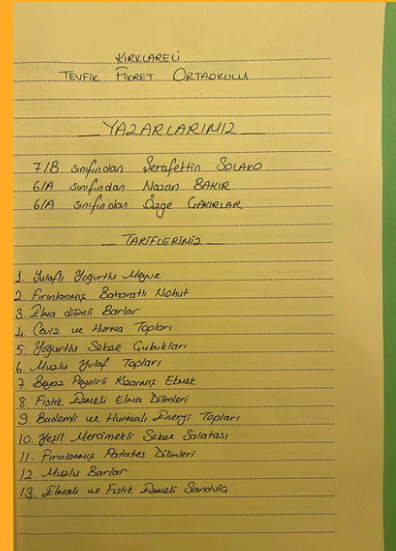 KIRKLARELİ
TEVFİK FİKRET ORTAOKULU
YAZARLARIMIZ
7/B sınıfından Şerafettin SOLAKO
6/A sınıfından Nazan BAKIR
6/A sınıfından Özge ÇAKIRLAR
TARİFLERİMİZ
1. Yulaflı Yoğurtlu Meyve
2. Fırınlanmış Baharatlı Nohut
3. Elma dilimli Barlar
4. Ceviz ve Hurma Topları
5. Yoğurtlu Sebze Çubukları
6. Muzlu Yulaf Topları
7. Beyaz Peynirli Kızarmış Ekmek
8. Fıstık Ezmeli Elma Dilimleri
9. Bademli ve Hurmalı Enerji Topları
10. Yeşil Mercimekli Sebze Salatası
11. Fırınlanmış Patates Dilimleri
12. Muzlu Barlar
13. Elmalı ve Fıstık Ezmeli Sandviç